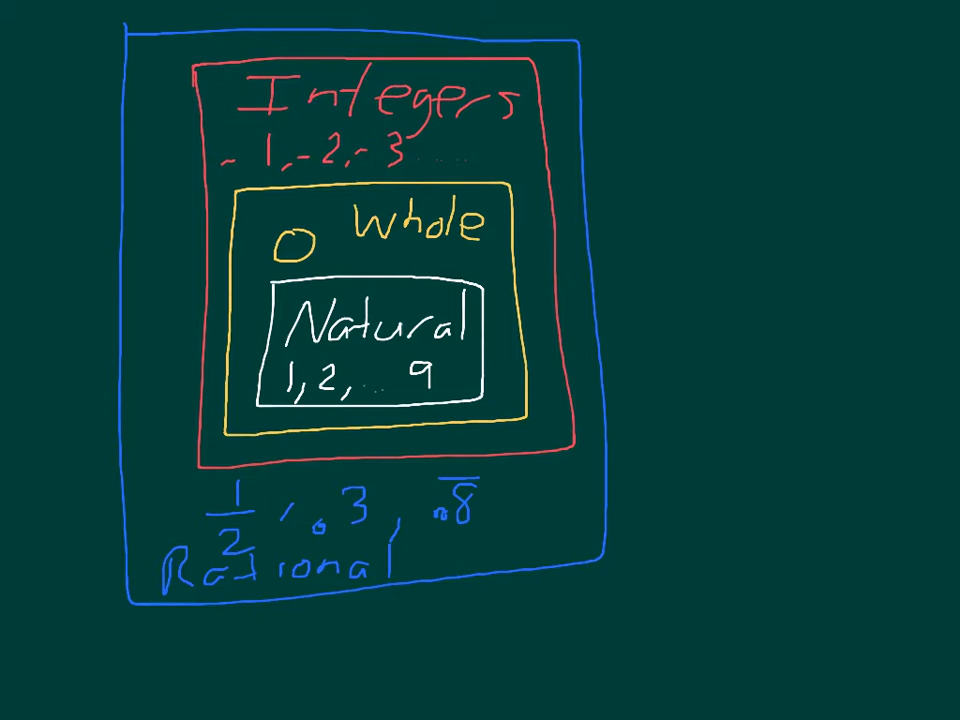 Integers
-1, -2, -3 .....
0 Whole
Natural
1, 2, ... 9
1/2, .3, .8̅
Rational